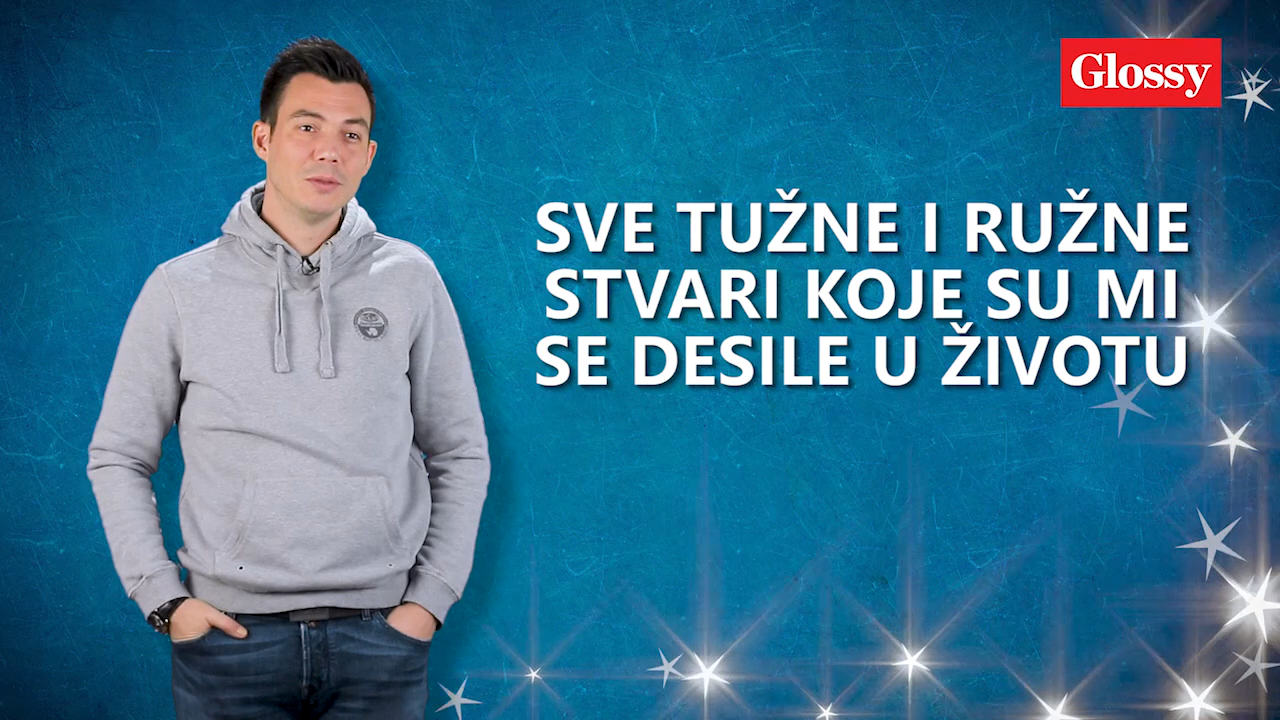 Glossy
SVE TUŽNE I RUŽNE
STVARI KOJE SU MI
SE DESILE U ŽIVOTU